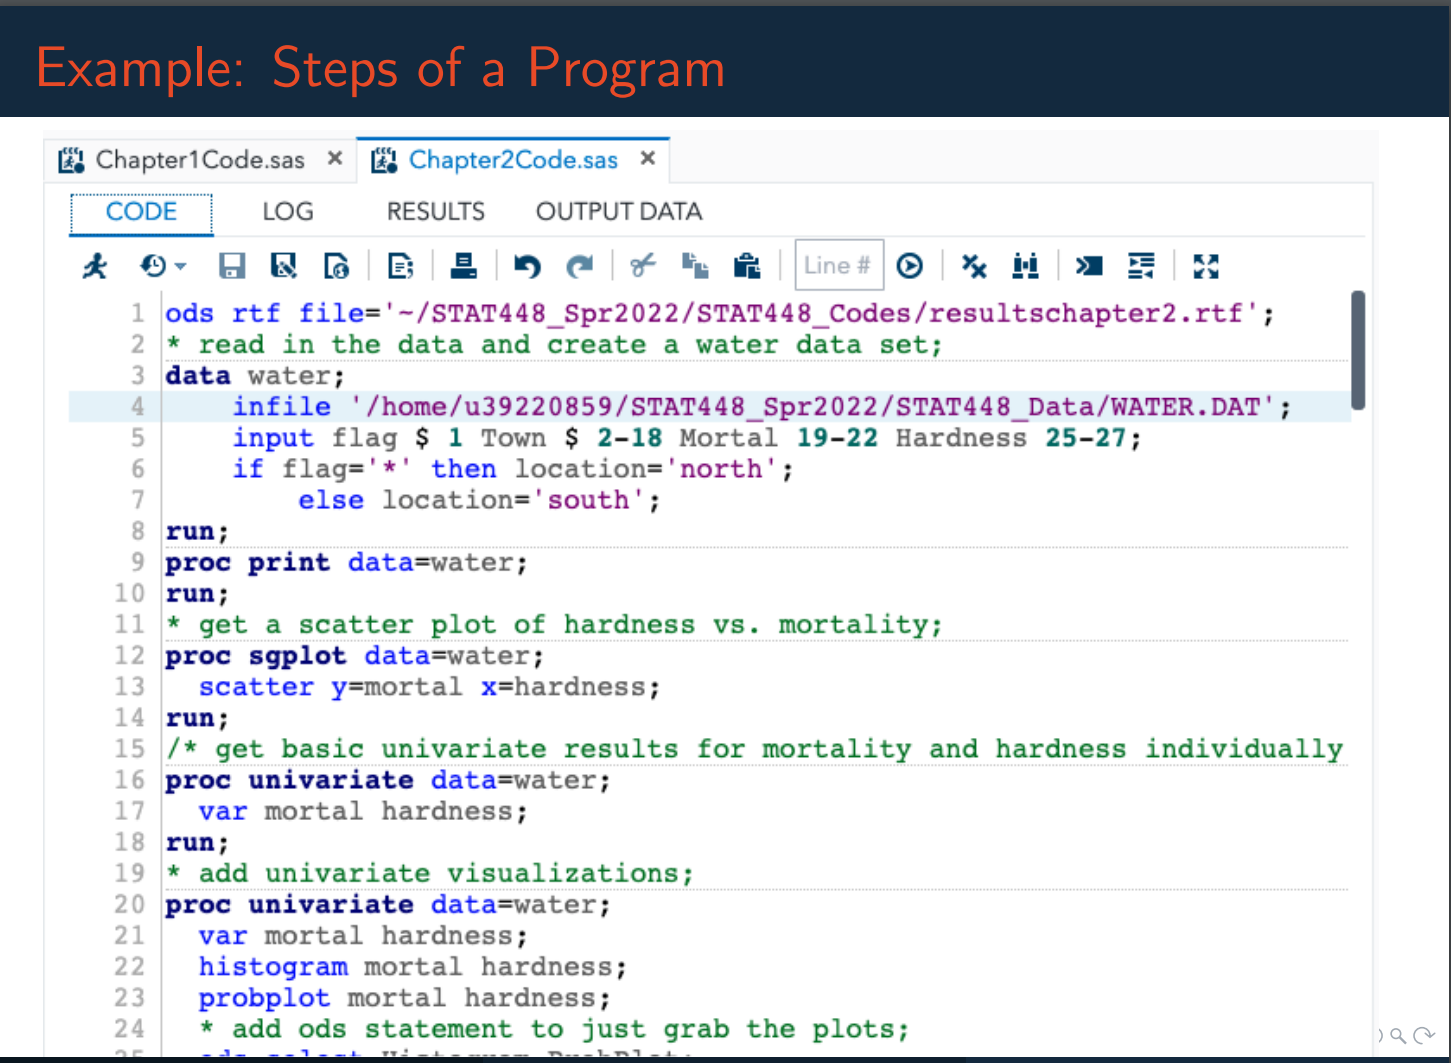 Example: Steps of a Program
Chapter1Code.sas × Chapter2Code.sas ×
CODE LOG RESULTS OUTPUT DATA
Line #
1 ods rtf file='~/STAT448_Spr2022/STAT448_Codes/resultschapter2.rtf';
2 * read in the data and create a water data set;
3 data water;
4 infile '/home/u39220859/STAT448_Spr2022/STAT448_Data/WATER.DAT';
5 input flag $ 1 Town $ 2-18 Mortal 19-22 Hardness 25-27;
6 if flag='*' then location='north';
7 else location='south';
8 run;
9 proc print data=water;
10 run;
11 * get a scatter plot of hardness vs. mortality;
12 proc sgplot data=water;
13 scatter y=mortal x=hardness;
14 run;
15 /* get basic univariate results for mortality and hardness individually
16 proc univariate data=water;
17 var mortal hardness;
18 run;
19 * add univariate visualizations;
20 proc univariate data=water;
21 var mortal hardness;
22 histogram mortal hardness;
23 probplot mortal hardness;
24 * add ods statement to just grab the plots;